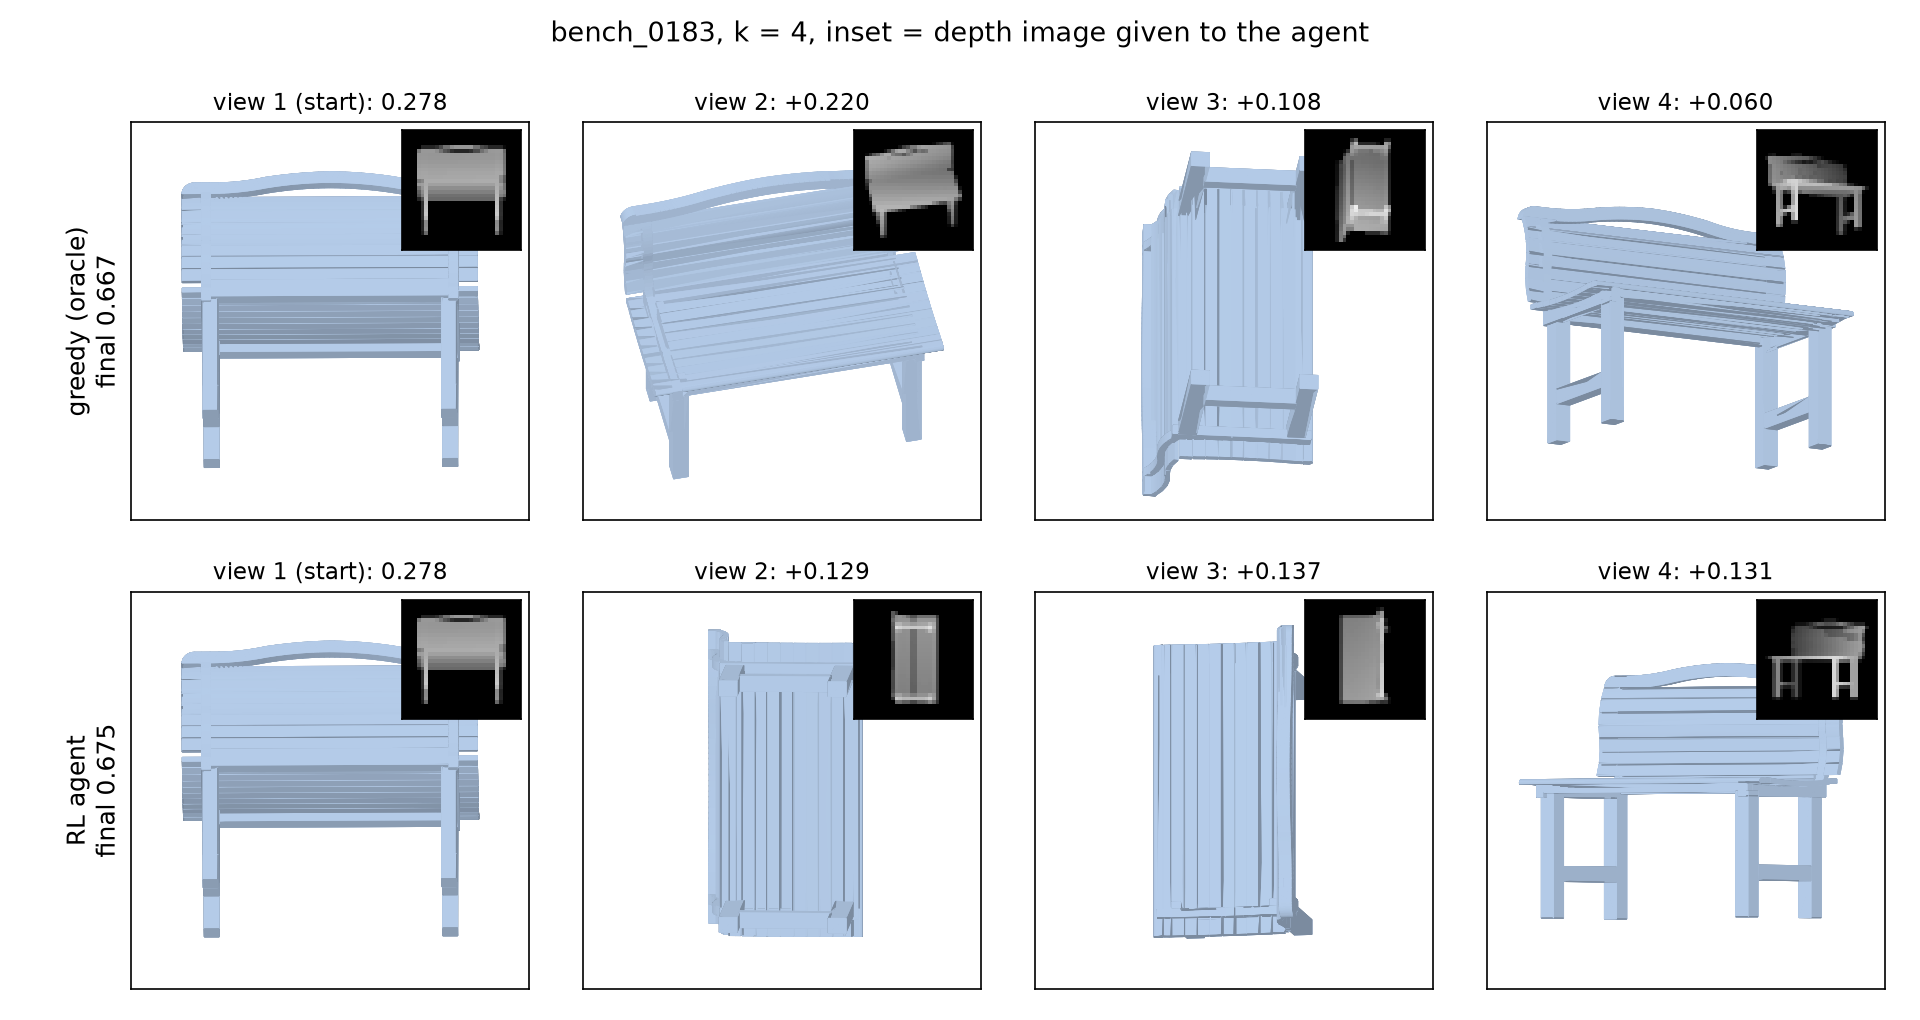 bench_0183, k = 4, inset = depth image given to the agent
greedy (oracle)
final 0.667
view 1 (start): 0.278
view 2: +0.220
view 3: +0.108
view 4: +0.060
RL agent
final 0.675
view 1 (start): 0.278
view 2: +0.129
view 3: +0.137
view 4: +0.131